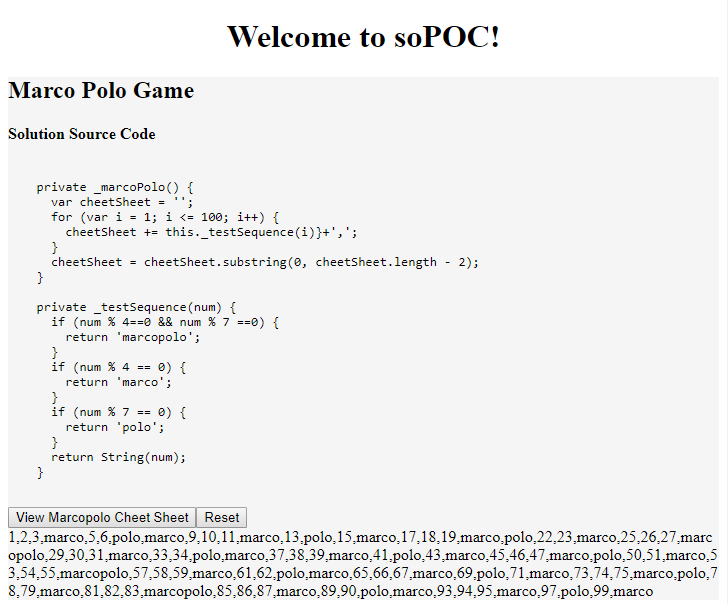 Welcome to soPOC!
Marco Polo Game
Solution Source Code
private _marcoPolo() {
var cheetSheet = '';
for (var i = 1; i <= 100; i++) {
cheetSheet += this._testSequence(i)}+',';
}
cheetSheet = cheetSheet.substring(0, cheetSheet.length - 2);
}
private _testSequence(num) {
if (num % 4==0 && num % 7 ==0) {
return 'marcopolo';
}
if (num % 4 == 0) {
return 'marco';
}
if (num % 7 == 0) {
return 'polo';
}
return String(num);
}
View Marcopolo Cheet Sheet Reset
1,2,3,marco,5,6,polo,marco,9,10,11,marco,13,polo,15,marco,17,18,19,marco,polo,22,23,marco,25,26,27,marc
opolo,29,30,31,marco,33,34,polo,marco,37,38,39,marco,41,polo,43,marco,45,46,47,marco,polo,50,51,marco,5
3,54,55,marcopolo,57,58,59,marco,61,62,polo,marco,65,66,67,marco,69,polo,71,marco,73,74,75,marco,polo,7
8,79,marco,81,82,83,marcopolo,85,86,87,marco,89,90,polo,marco,93,94,95,marco,97,polo,99,marco